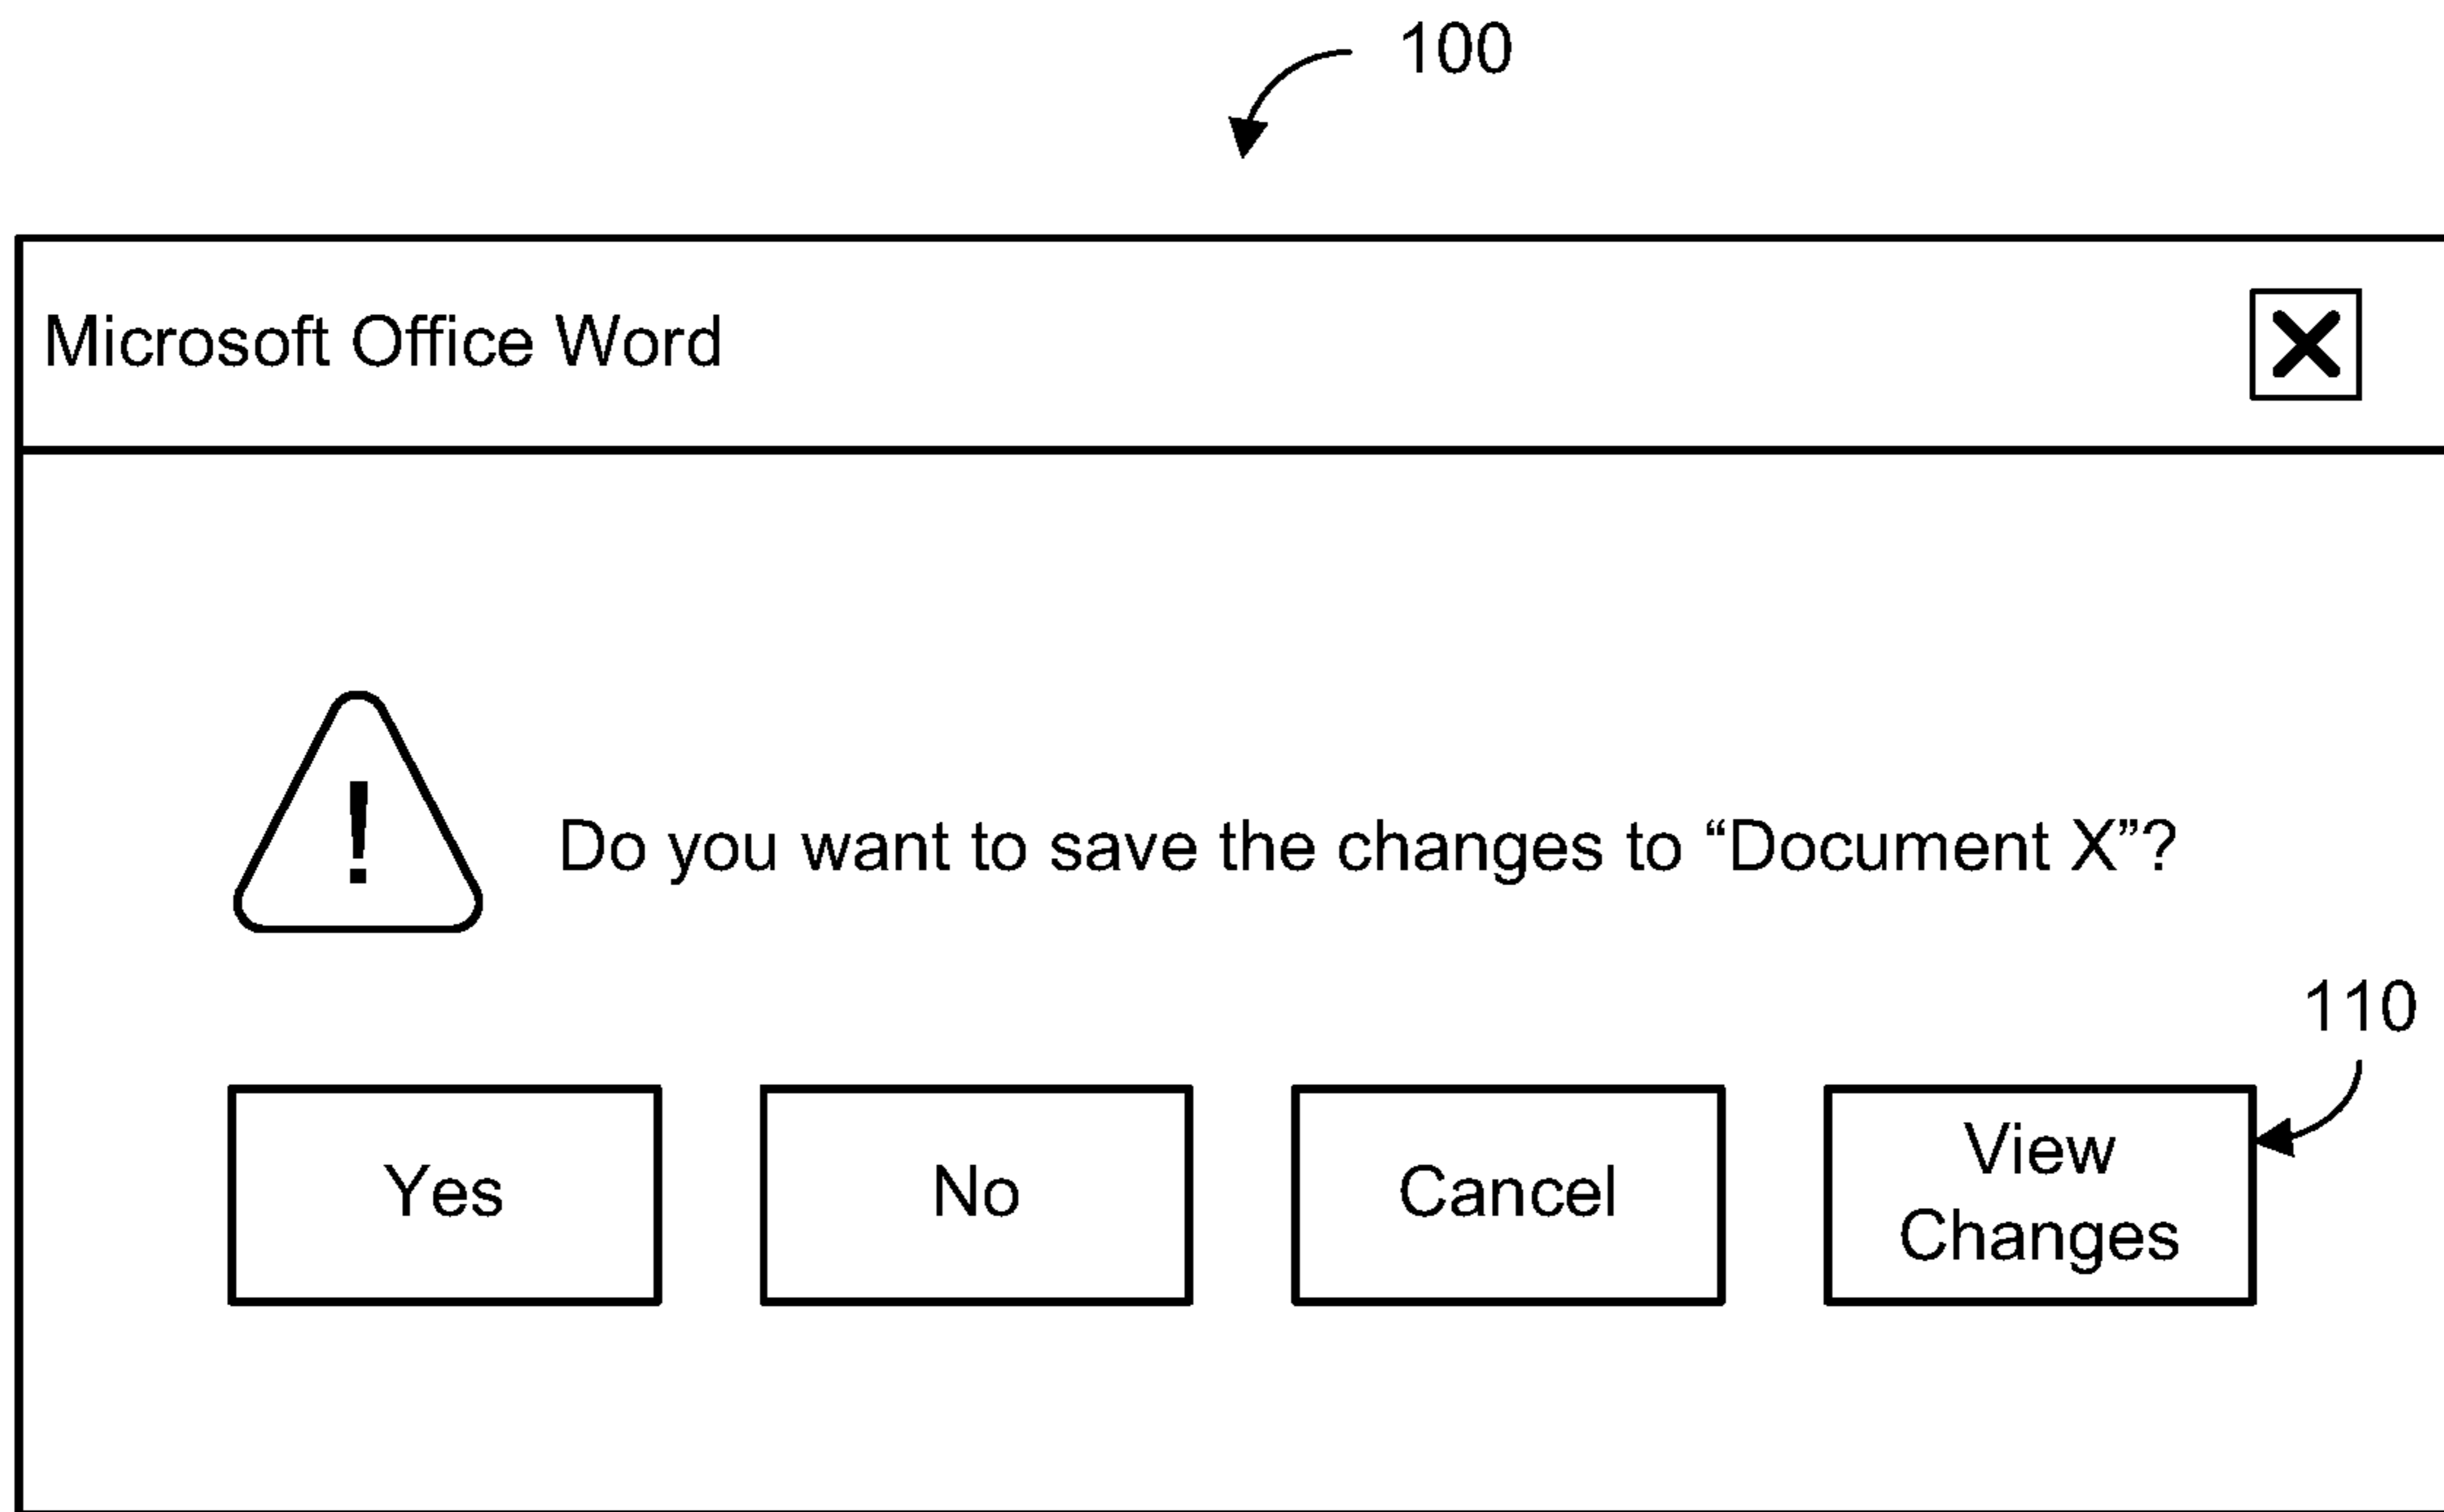 100
Microsoft Office Word
!
Do you want to save the changes to “Document X”?
110
Yes
No
Cancel
View
Changes